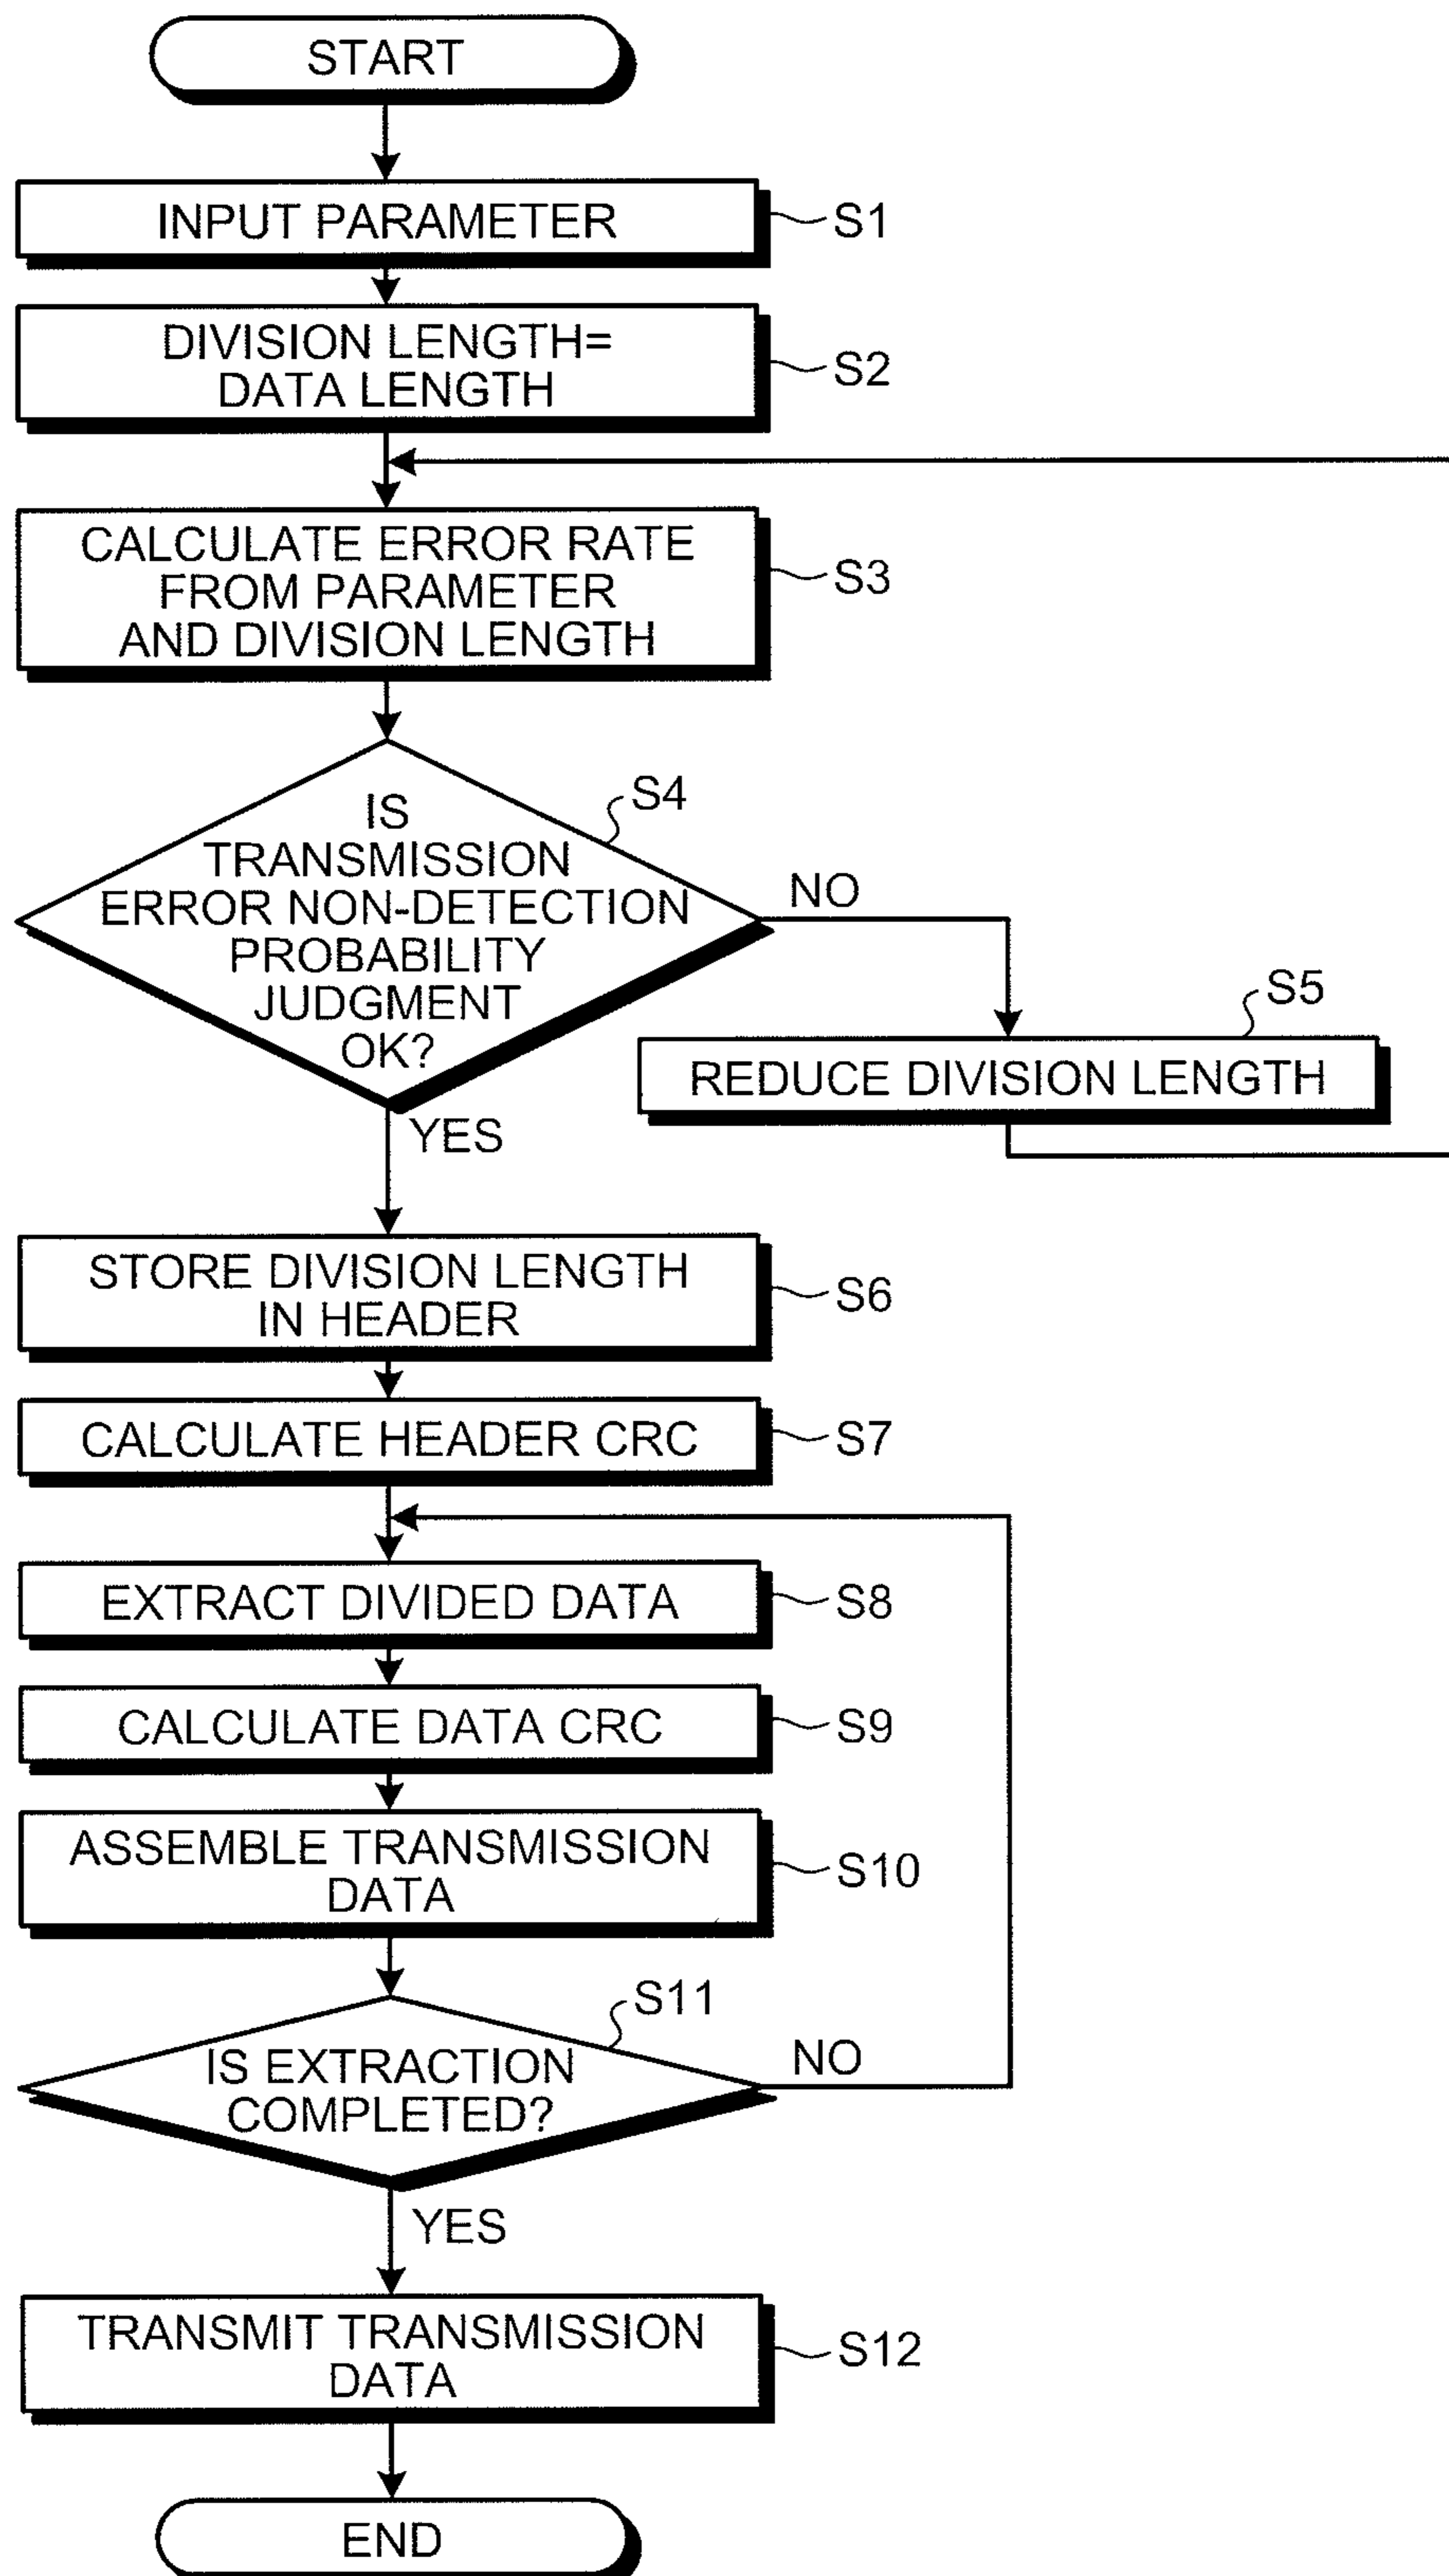 START
INPUT PARAMETER
S1
DIVISION LENGTH=
DATA LENGTH
S2
CALCULATE ERROR RATE
FROM PARAMETER
AND DIVISION LENGTH
S3
IS
TRANSMISSION
ERROR NON-DETECTION
PROBABILITY
JUDGMENT
OK?
S4
NO
YES
S5
REDUCE DIVISION LENGTH
STORE DIVISION LENGTH
IN HEADER
S6
CALCULATE HEADER CRC
S7
EXTRACT DIVIDED DATA
S8
CALCULATE DATA CRC
S9
ASSEMBLE TRANSMISSION
DATA
S10
IS EXTRACTION
COMPLETED?
S11
NO
YES
TRANSMIT TRANSMISSION
DATA
S12
END